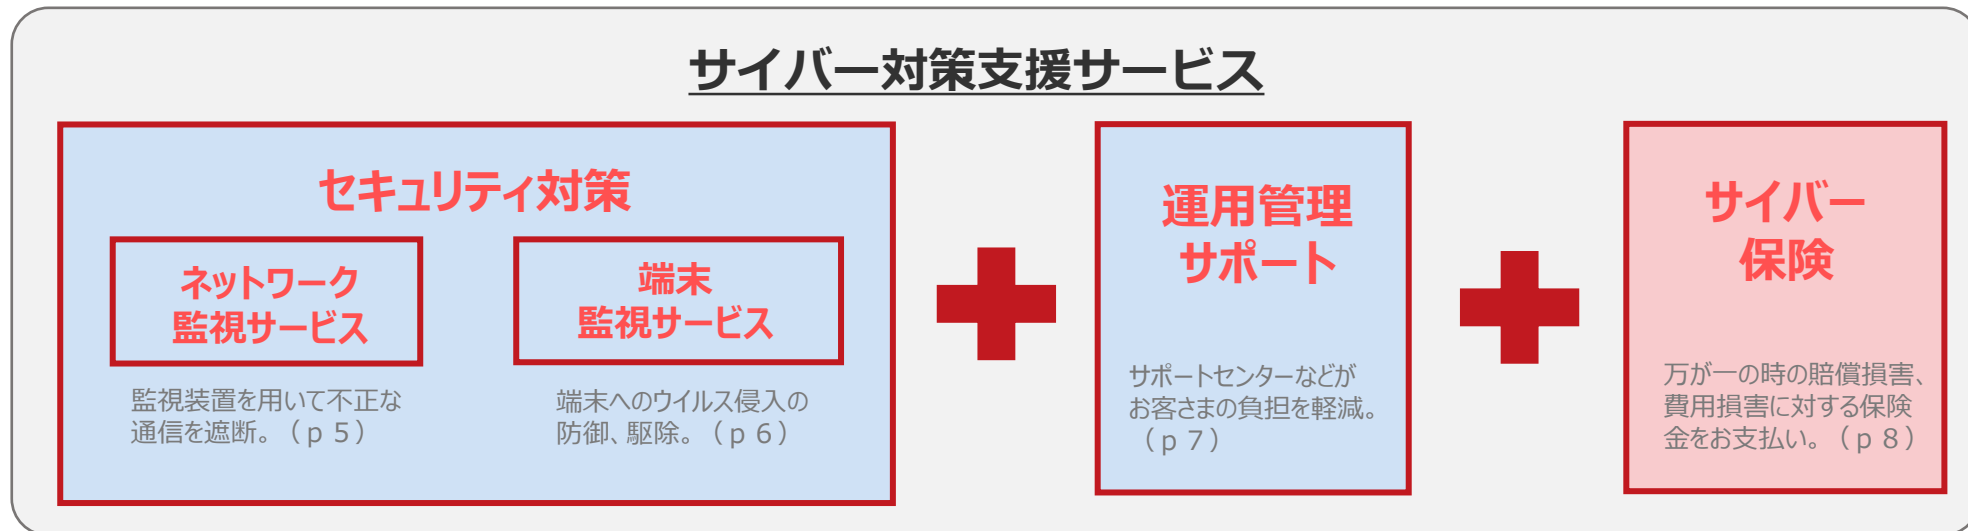 サイバー対策支援サービス
セキュリティ対策
ネットワーク
監視サービス
監視装置を用いて不正な
通信を遮断。（ｐ５）
端末
監視サービス
端末へのウイルス侵入の
防御、駆除。（ｐ６）
運用管理
サポート
サポートセンターなどが
お客さまの負担を軽減。
（ｐ７）
サイバー
保険
万が一の時の賠償損害、
費用損害に対する保険
金をお支払い。（ｐ８）